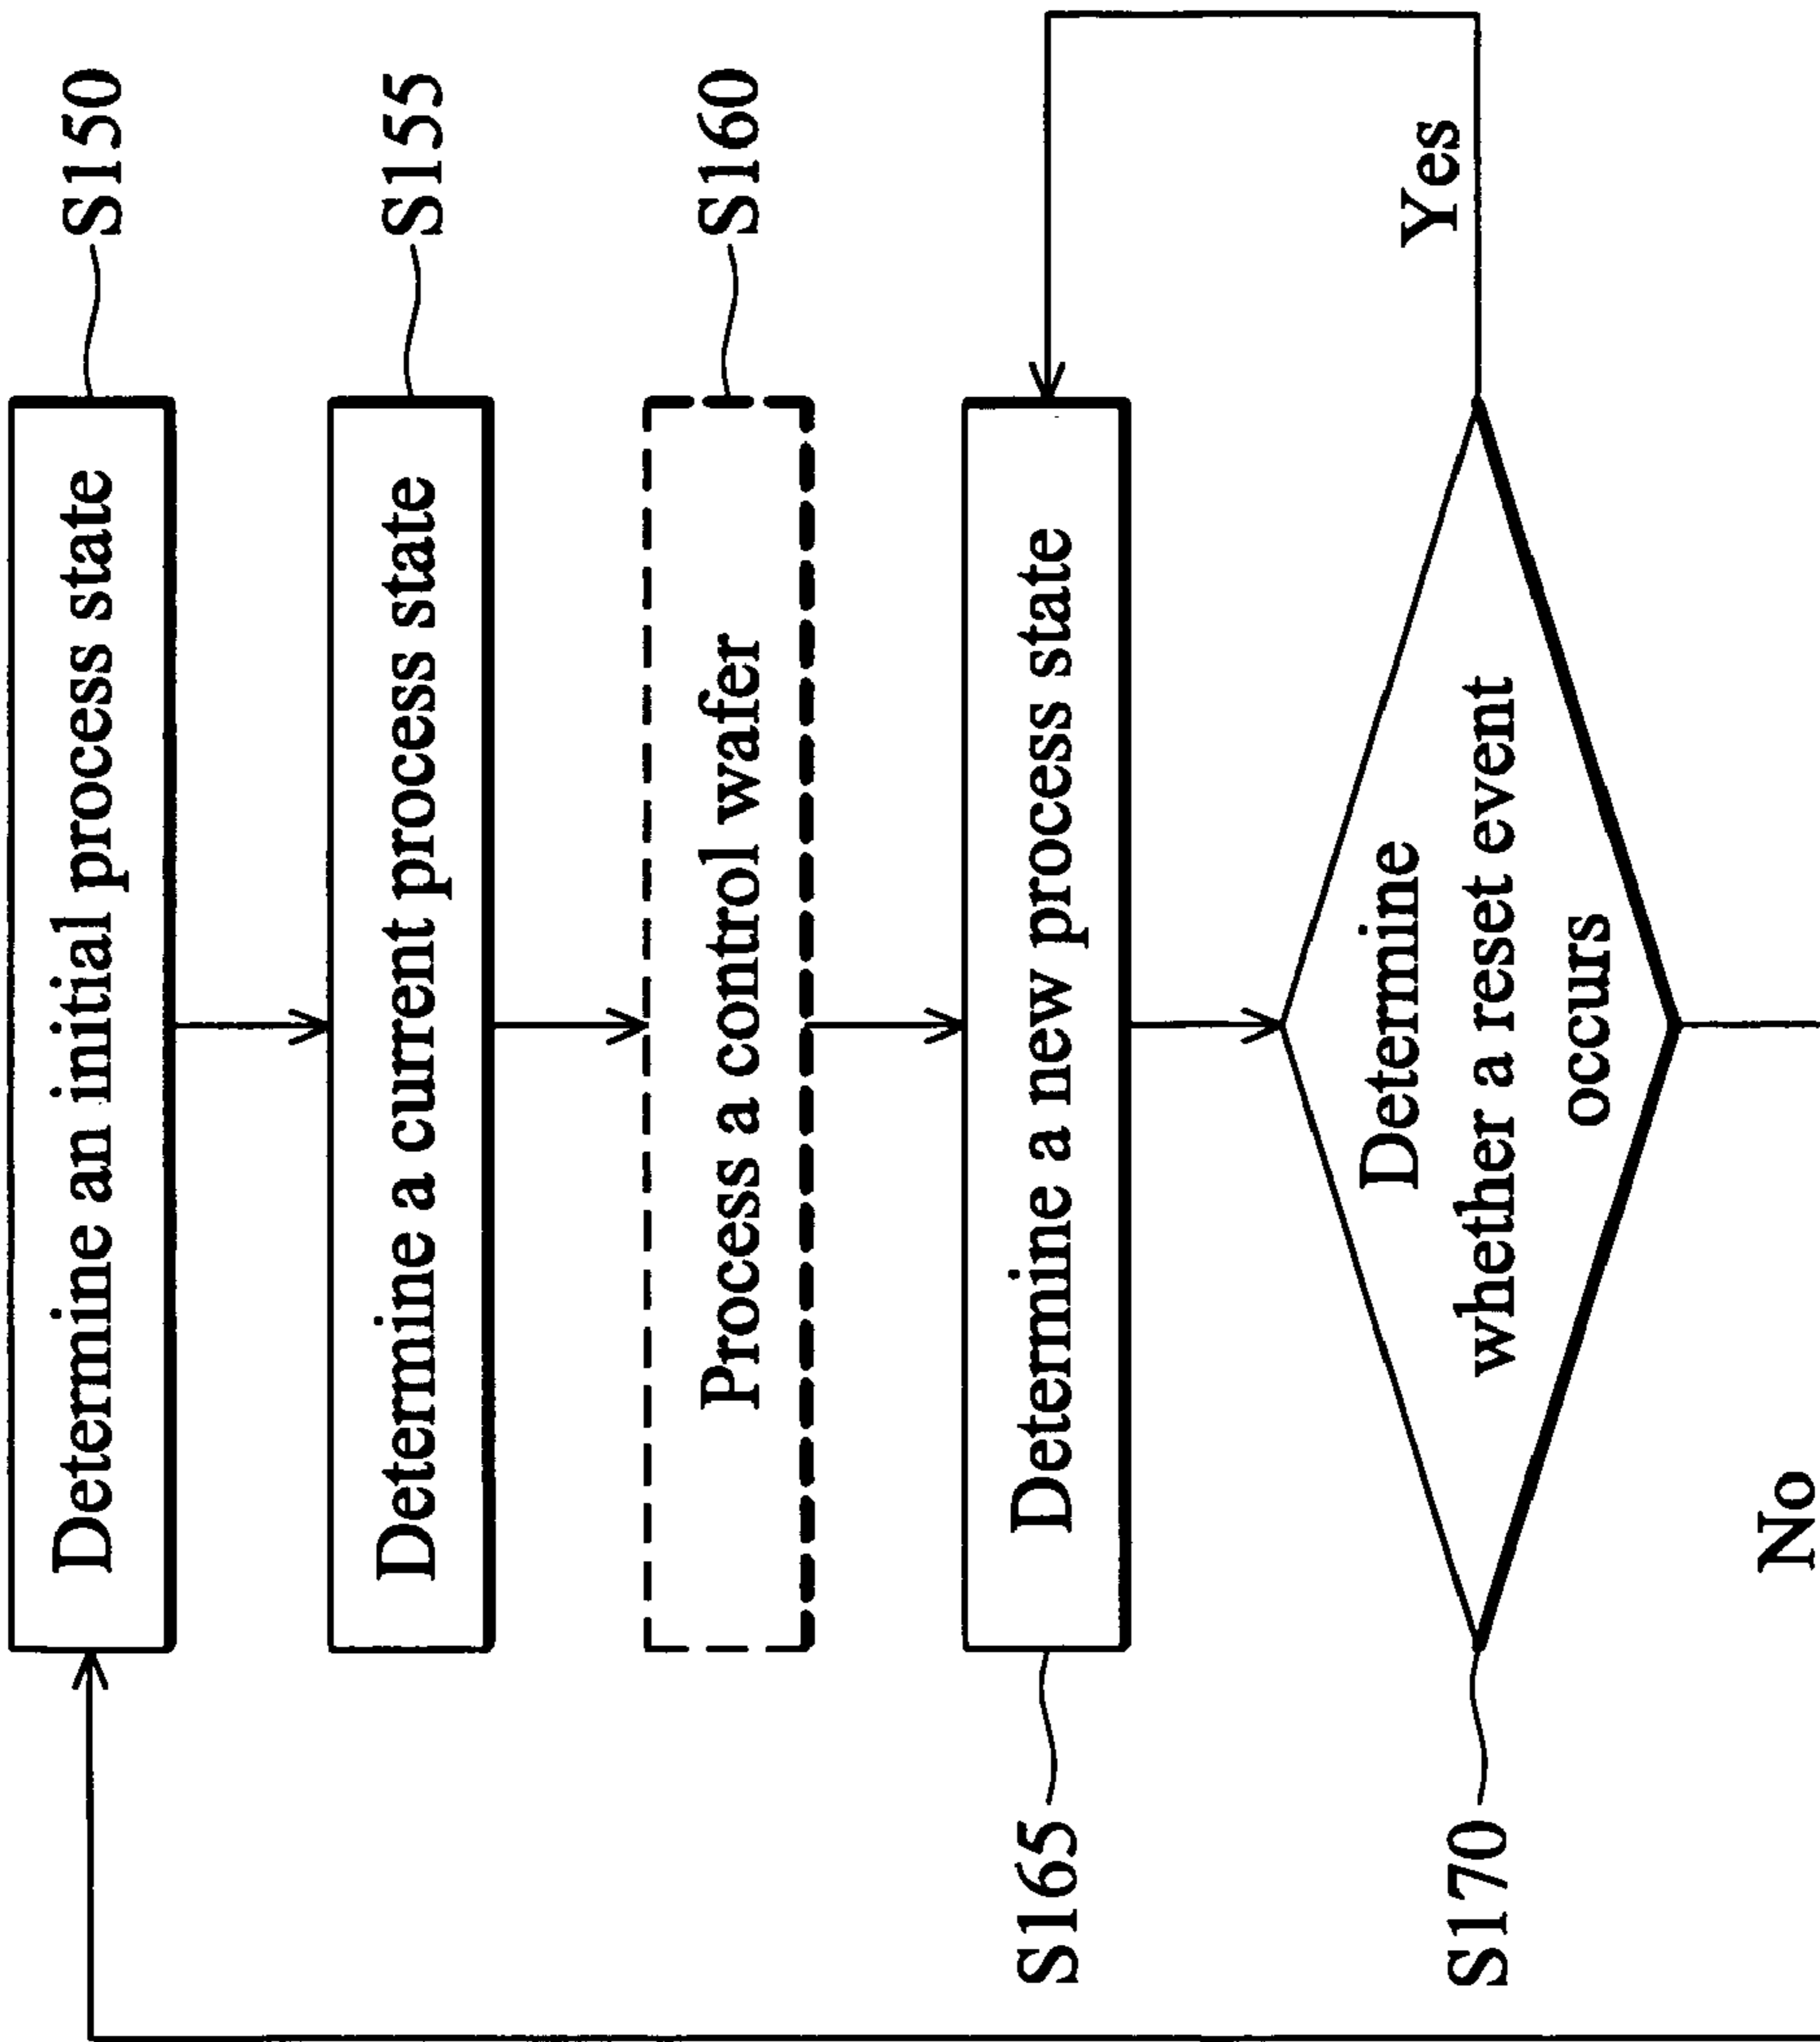 Determine an initial process state
S150
Determine a current process state
S155
Process a control wafer
S160
Determine a new process state
S165
Determine
whether a reset event
occurs
S170
Yes
No